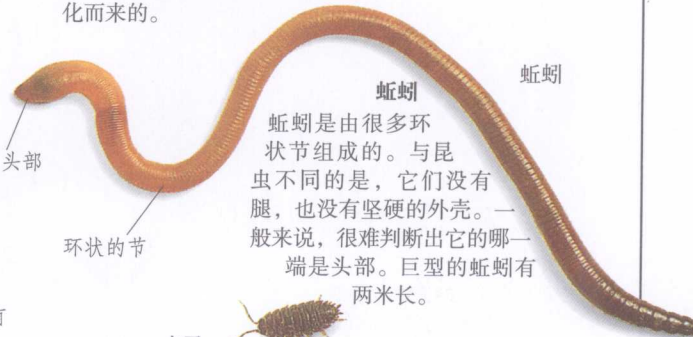 化而来的。
蚯蚓
蚯蚓
蚯蚓是由很多环
状节组成的。与昆
虫不同的是，它们没有
腿，也没有坚硬的外壳。一
般来说，很难判断出它的哪一
端是头部。巨型的蚯蚓有
两米长。
头部
环状的节